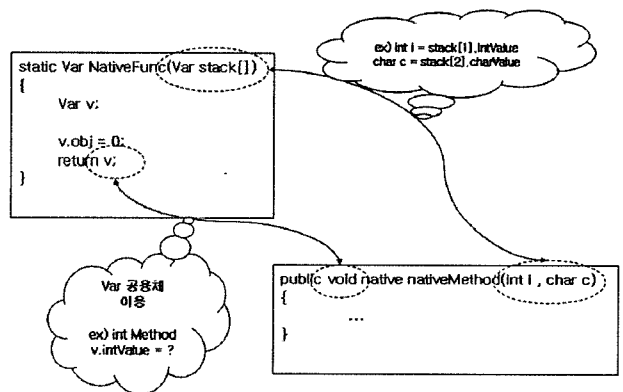 static Var NativeFunc(Var stack[])
{
Var v;
v.obj = 0;
return v;
}
ex) int i = stack[1].intValue
char c = stack[2].charValue
Var 공용체
이용
ex) int Method
v.intValue = ?
public void native nativeMethod(int i , char c)
{
...
}